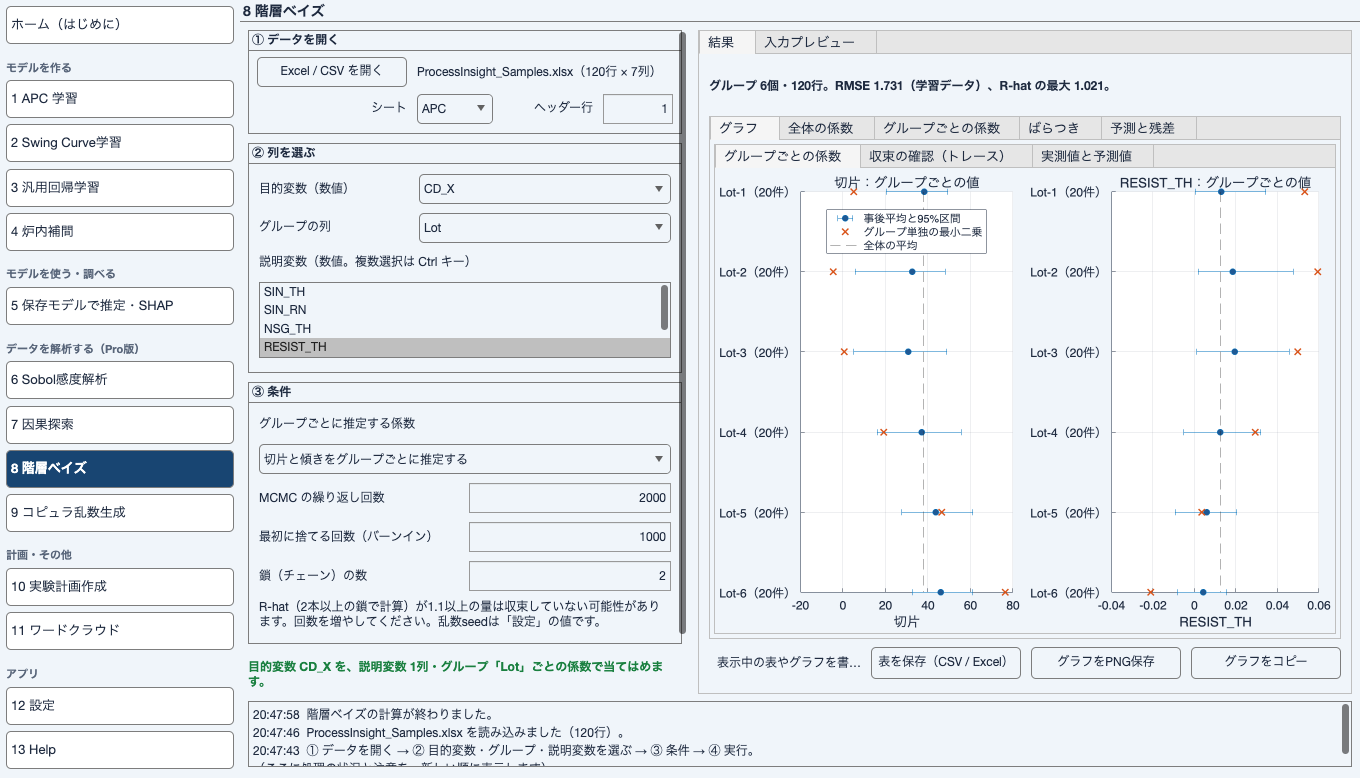 ホーム（はじめに）
モデルを作る
1 APC 学習
2 Swing Curve学習
3 汎用回帰学習
4 炉内補間
モデルを使う・調べる
5 保存モデルで推定・SHAP
データを解析する（Pro版）
6 Sobol感度解析
7 因果探索
8 階層ベイズ
9 コピュラ乱数生成
計画・その他
10 実験計画作成
11 ワードクラウド
アプリ
12 設定
13 Help
8 階層ベイズ
① データを開く
Excel / CSV を開く ProcessInsight_Samples.xlsx（120行 × 7列）
シート APC ヘッダー行 1
② 列を選ぶ
目的変数（数値） CD_X
グループの列 Lot
説明変数（数値。複数選択は Ctrl キー）
SIN_TH
SIN_RN
NSG_TH
RESIST_TH
③ 条件
グループごとに推定する係数
切片と傾きをグループごとに推定する
MCMC の繰り返し回数 2000
最初に捨てる回数（バーンイン） 1000
鎖（チェーン）の数 2
R-hat（2本以上の鎖で計算）が1.1以上の量は収束していない可能性があり
ます。回数を増やしてください。乱数seedは「設定」の値です。
目的変数 CD_X を、説明変数 1列・グループ「Lot」ごとの係数で当てはめま
す。
結果 入力プレビュー
グループ 6個・120行。RMSE 1.731（学習データ）、R-hat の最大 1.021。
グラフ 全体の係数 グループごとの係数 ばらつき 予測と残差
グループごとの係数 収束の確認（トレース） 実測値と予測値
切片：グループごとの値
Lot-1（20件）
Lot-2（20件）
Lot-3（20件）
Lot-4（20件）
Lot-5（20件）
Lot-6（20件）
事後平均と95%区間
グループ単独の最小二乗
全体の平均
-20 0 20 40 60 80
切片
RESIST_TH：グループごとの値
Lot-1（20件）
Lot-2（20件）
Lot-3（20件）
Lot-4（20件）
Lot-5（20件）
Lot-6（20件）
-0.04 -0.02 0 0.02 0.04 0.06
RESIST_TH
表示中の表やグラフを書... 表を保存（CSV / Excel） グラフをPNG保存 グラフをコピー
20:47:58 階層ベイズの計算が終わりました。
20:47:46 ProcessInsight_Samples.xlsx を読み込みました（120行）。
20:47:43 ① データを開く → ② 目的変数・グループ・説明変数を選ぶ → ③ 条件 → ④ 実行。